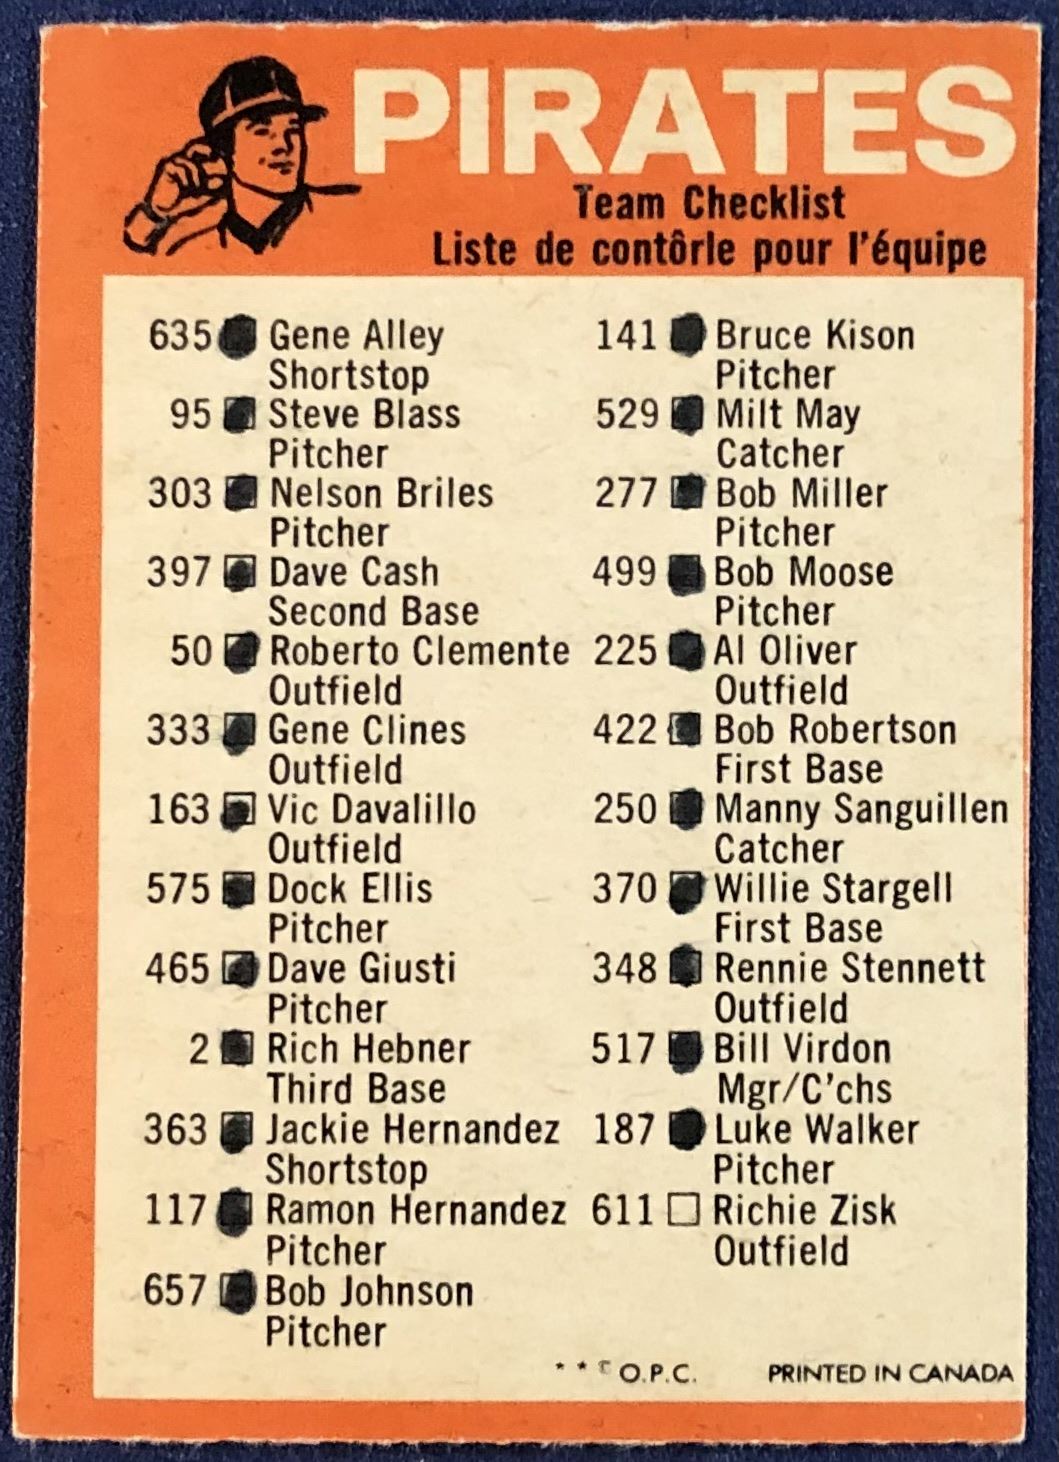 PIRATES
Team Checklist
Liste de contôrle pour l'équipe
635 Gene Alley
Shortstop
95 Steve Blass
Pitcher
303 Nelson Briles
Pitcher
397 Dave Cash
Second Base
50 Roberto Clemente
Outfield
333 Gene Clines
Outfield
163 Vic Davalillo
Outfield
575 Dock Ellis
Pitcher
465 Dave Giusti
Pitcher
2 Rich Hebner
Third Base
363 Jackie Hernandez
Shortstop
117 Ramon Hernandez
Pitcher
657 Bob Johnson
Pitcher
141 Bruce Kison
Pitcher
529 Milt May
Catcher
277 Bob Miller
Pitcher
499 Bob Moose
Pitcher
225 Al Oliver
Outfield
422 Bob Robertson
First Base
250 Manny Sanguillen
Catcher
370 Willie Stargell
First Base
348 Rennie Stennett
Outfield
517 Bill Virdon
Mgr/C'chs
187 Luke Walker
Pitcher
611 Richie Zisk
Outfield
* * © O.P.C. PRINTED IN CANADA